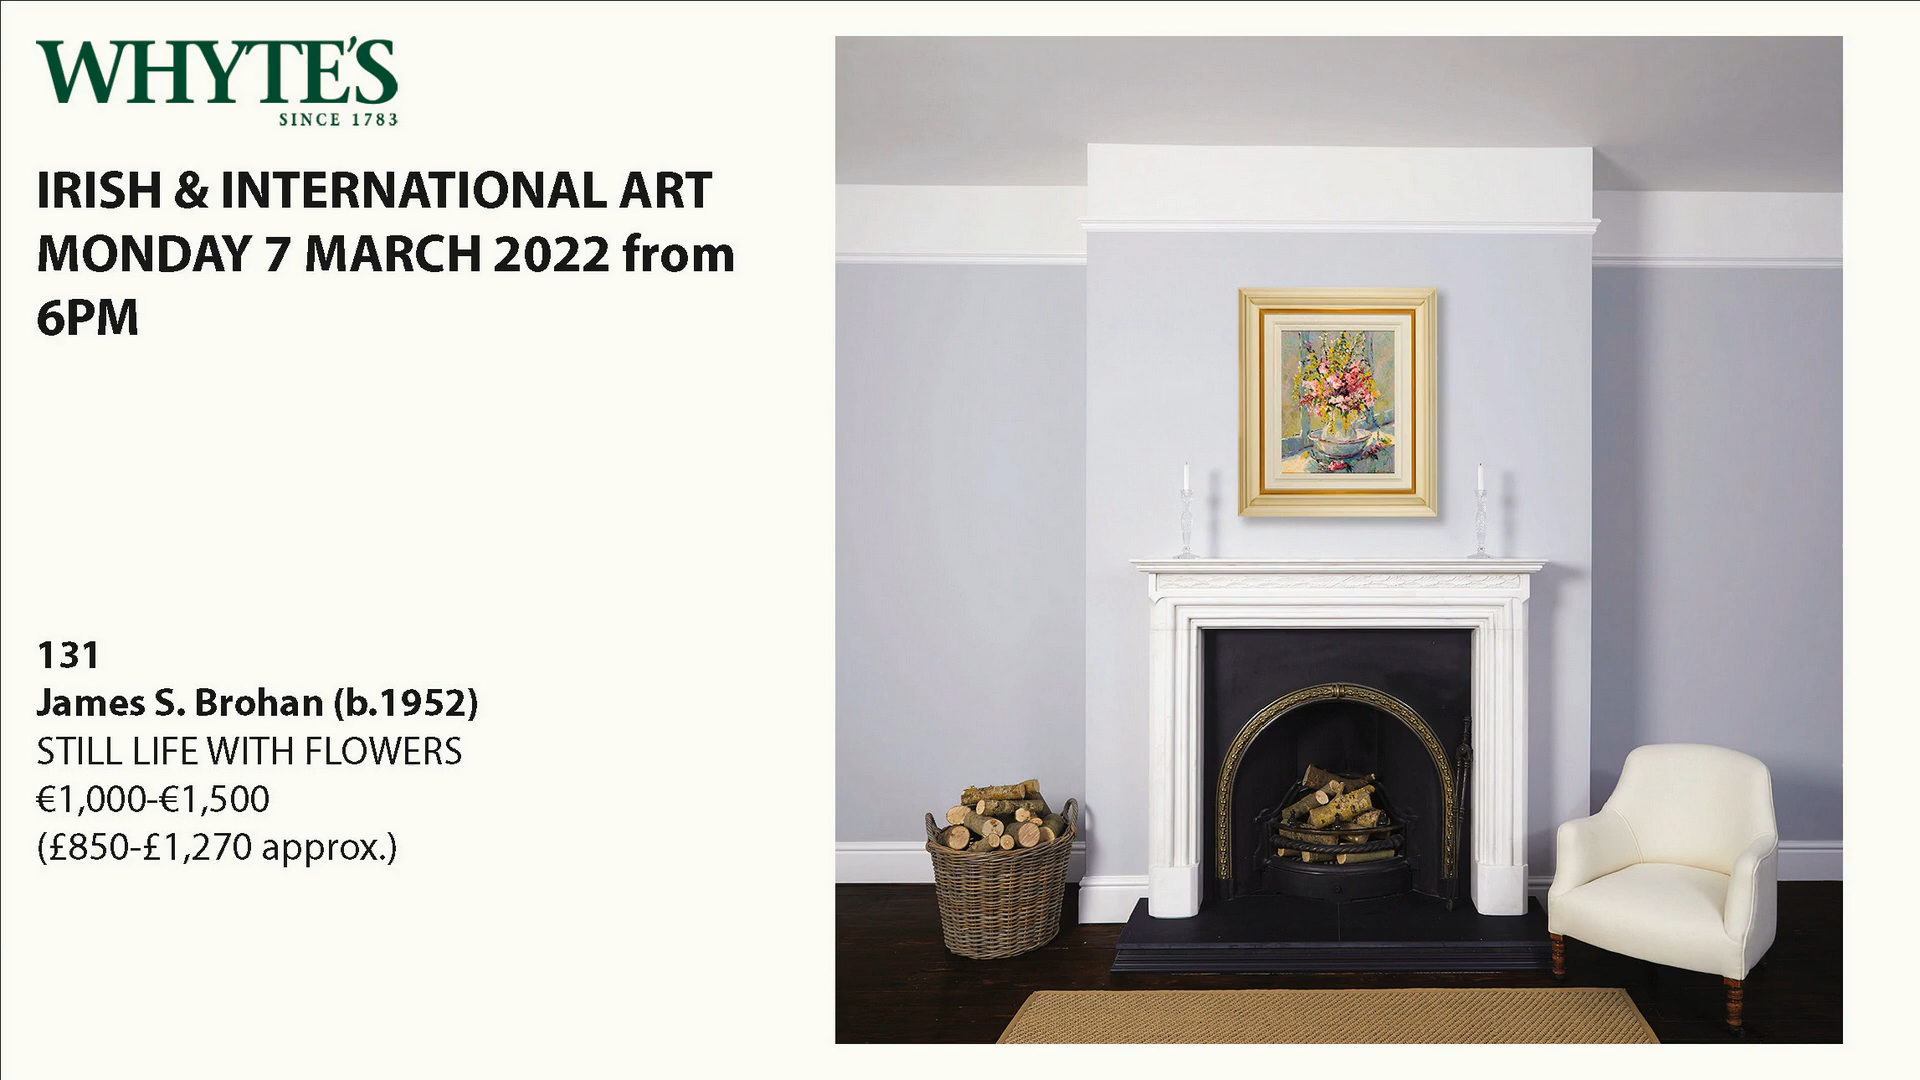 WHYTE'S
SINCE 1783
IRISH & INTERNATIONAL ART
MONDAY 7 MARCH 2022 from
6PM
131
James S. Brohan (b.1952)
STILL LIFE WITH FLOWERS
€1,000-€1,500
(£850-£1,270 approx.)